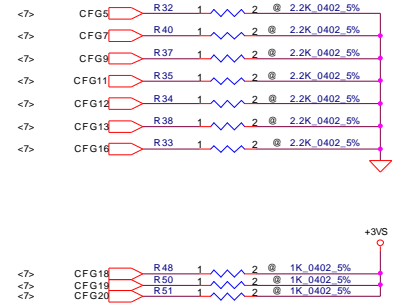 <7> CFG5 R32 1 2 @ 2.2K_0402_5%
<7> CFG7 R40 1 2 @ 2.2K_0402_5%
<7> CFG9 R37 1 2 @ 2.2K_0402_5%
<7> CFG11 R35 1 2 @ 2.2K_0402_5%
<7> CFG12 R34 1 2 @ 2.2K_0402_5%
<7> CFG13 R38 1 2 @ 2.2K_0402_5%
<7> CFG16 R33 1 2 @ 2.2K_0402_5%
+3VS
<7> CFG18 R48 1 2 @ 1K_0402_5%
<7> CFG19 R50 1 2 @ 1K_0402_5%
<7> CFG20 R51 1 2 @ 1K_0402_5%